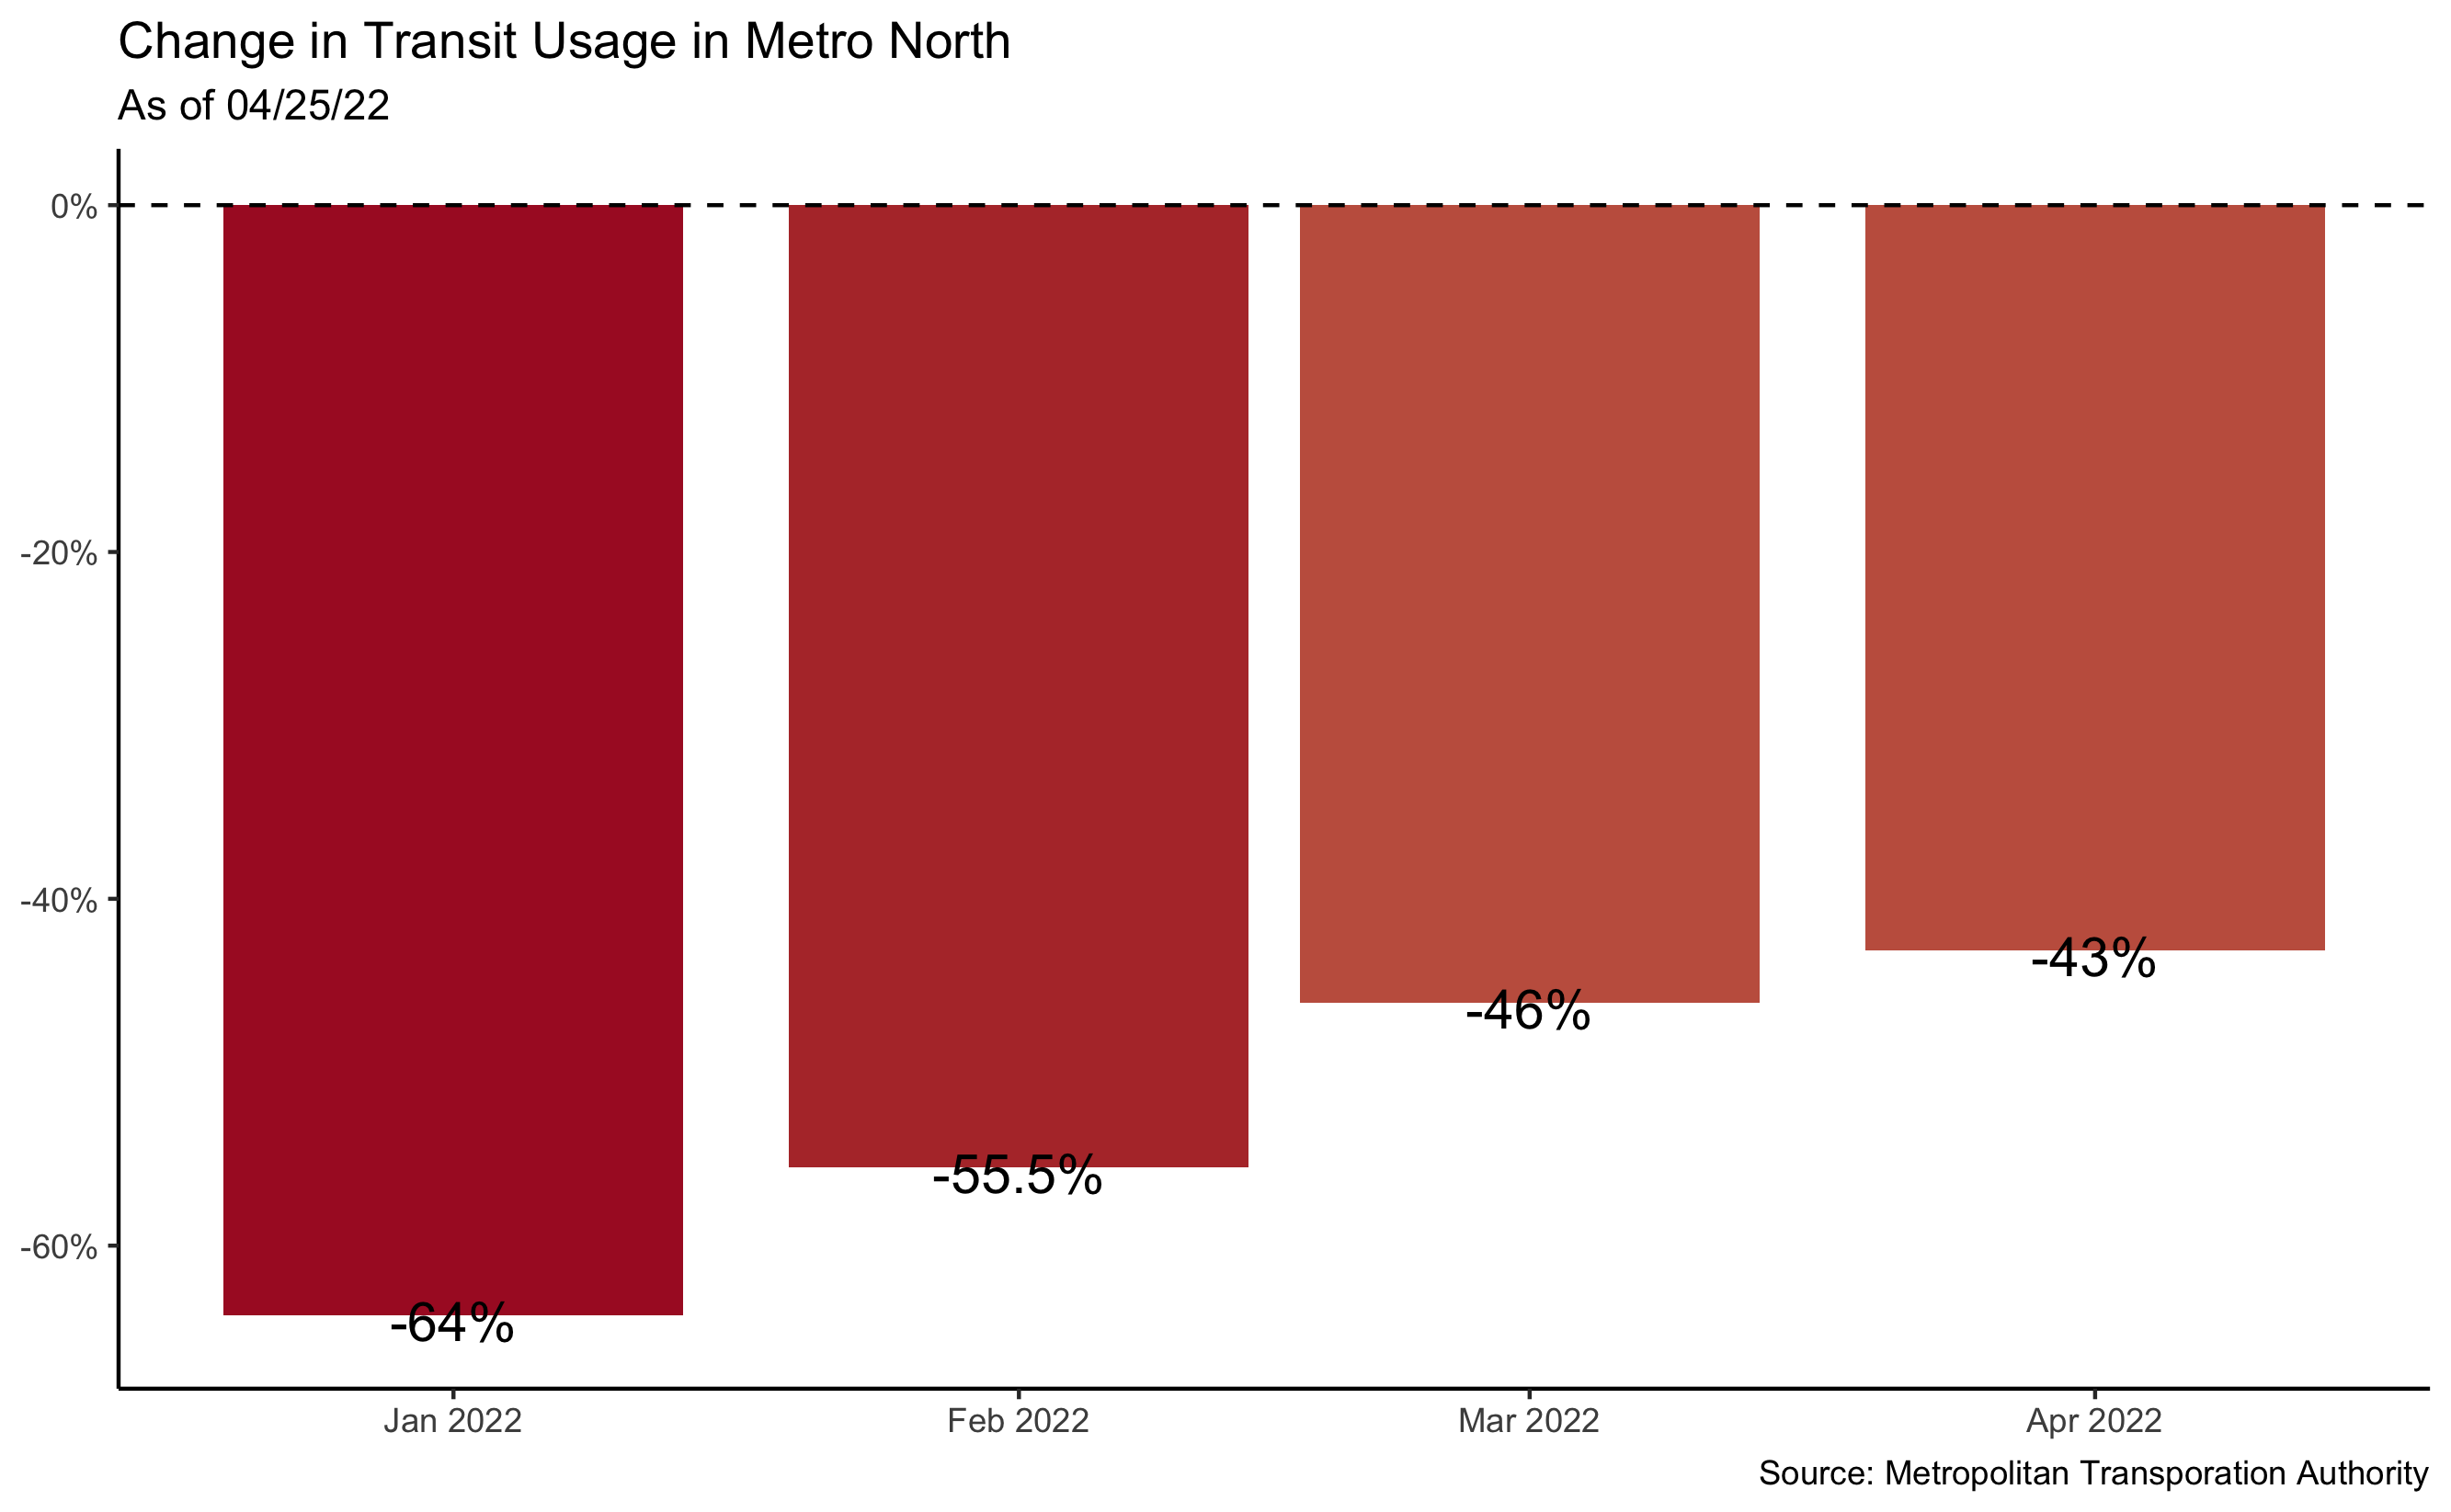 Change in Transit Usage in Metro North
As of 04/25/22
0%
-20%
-40%
-60%
-64%
-55.5%
-46%
-43%
Jan 2022
Feb 2022
Mar 2022
Apr 2022
Source: Metropolitan Transporation Authority